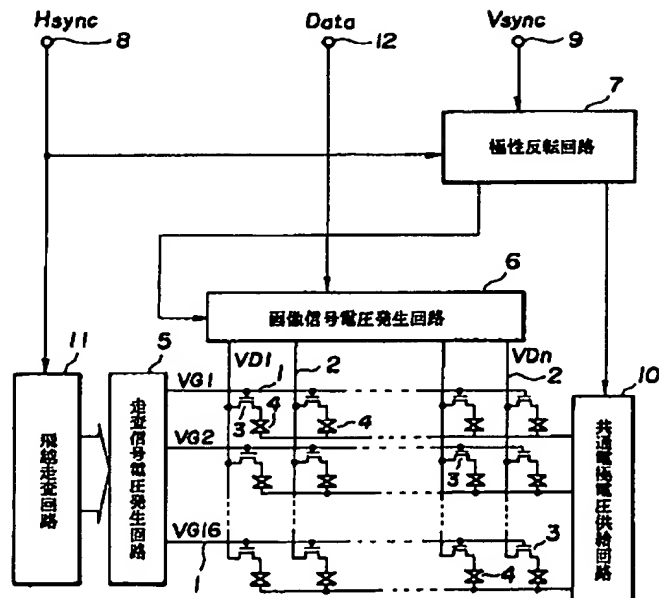 Hsync
8
Data
12
Vsync
9
7
極性反転回路
6
画像信号電圧発生回路
11
5
VD1
2
VDn
2
10
VG1
1
4
3
4
VG2
3
VG16
1
3
4
飛越走査回路
走査信号電圧発生回路
共通電極電圧供給回路